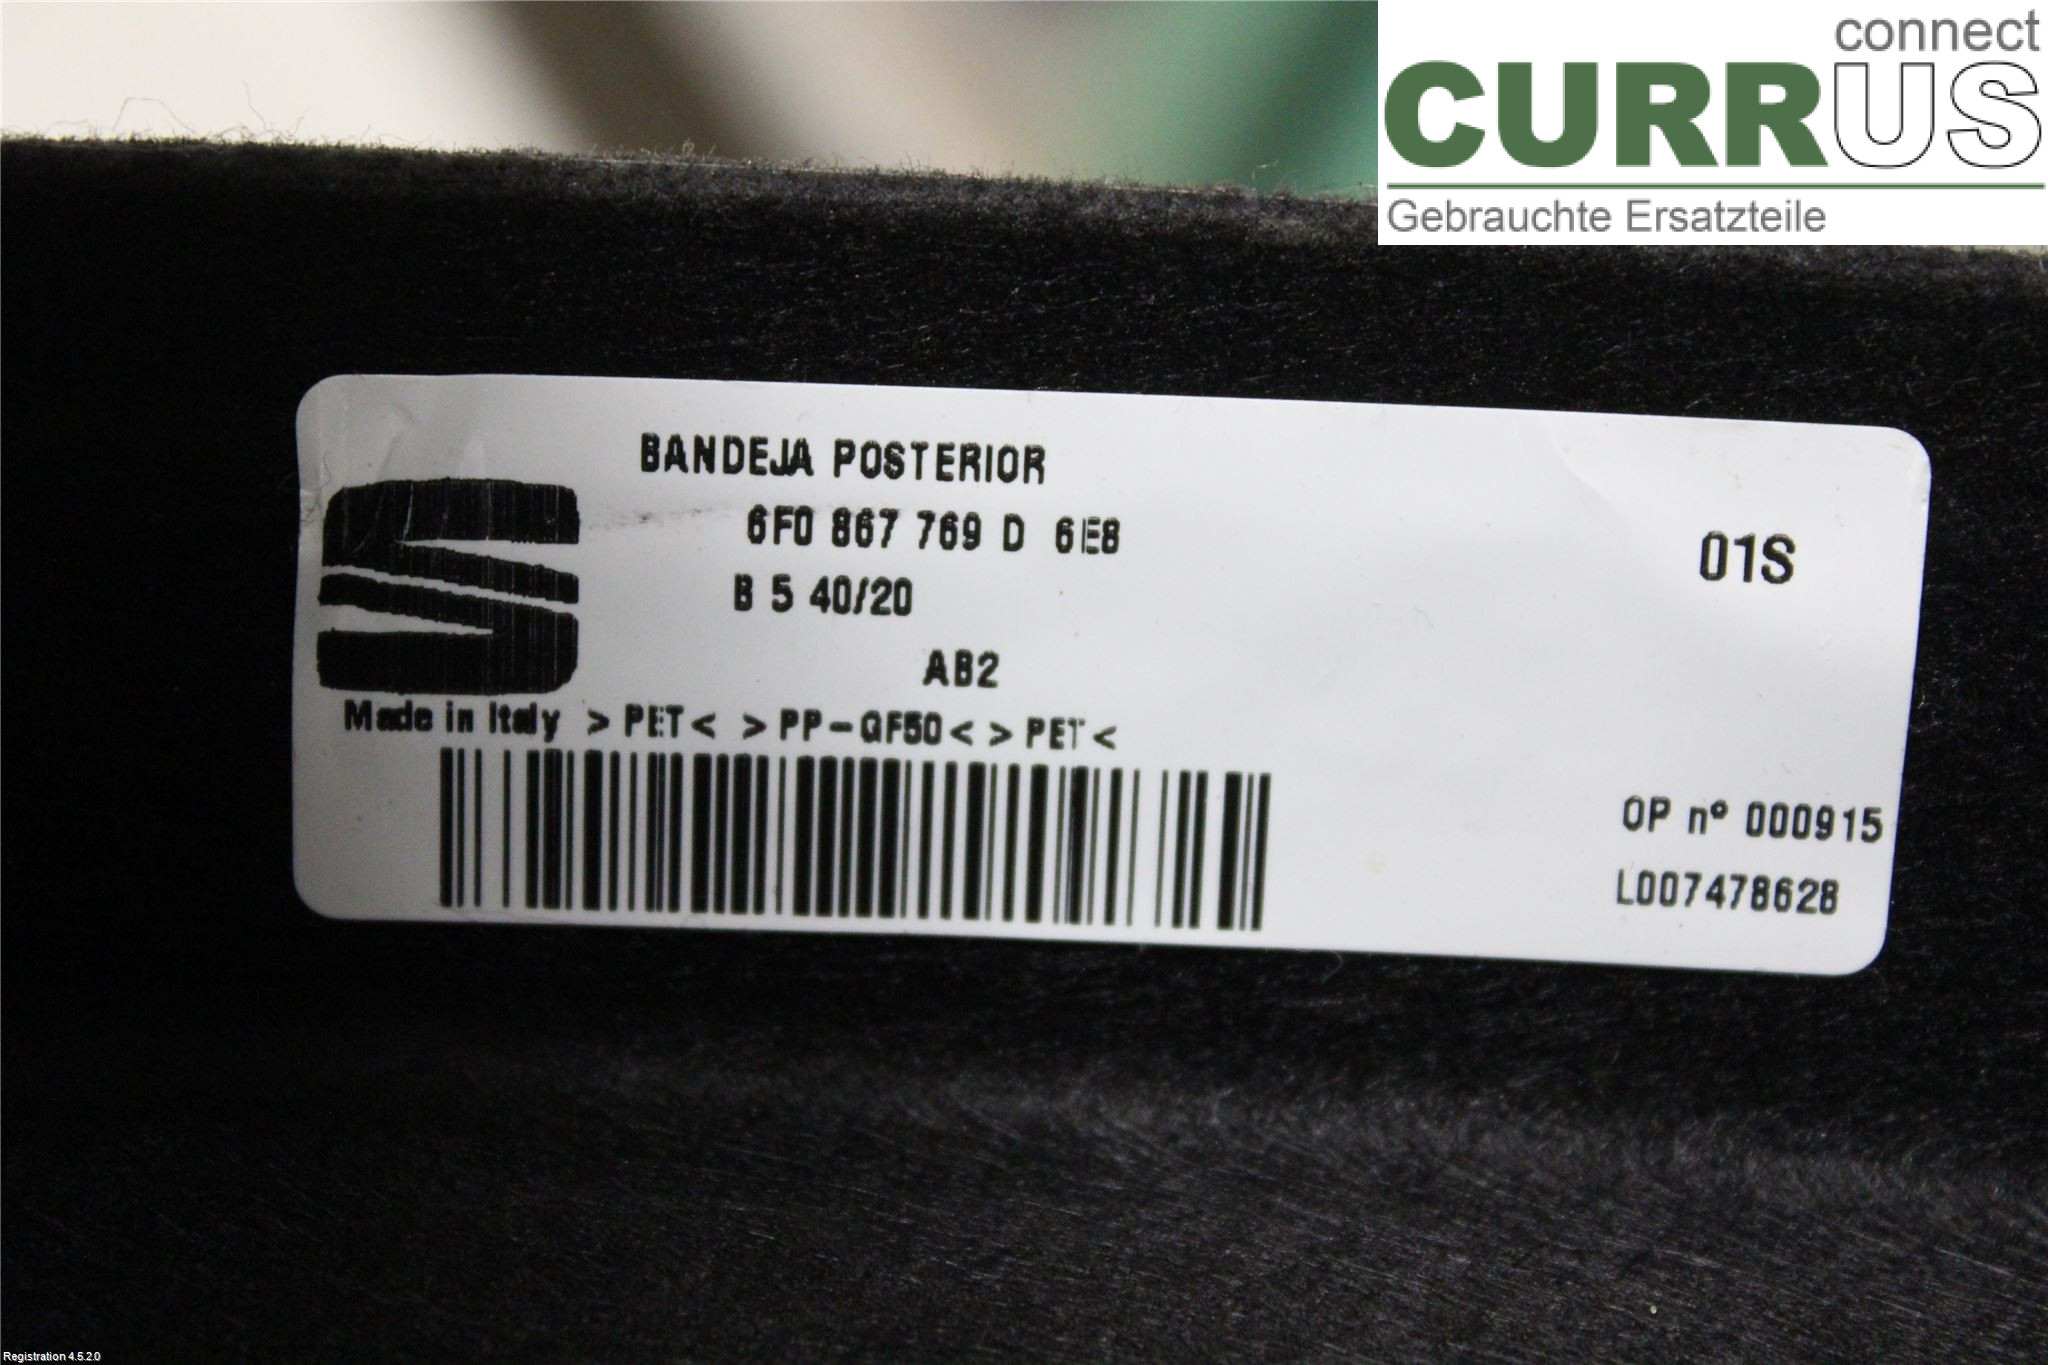 connect
CURRUS
Gebrauchte Ersatzteile
BANDEJA POSTERIOR
6F0 867 769 D 6E8
01S
B 5 40/20
AB2
Made in Italy >PET< >PP-GF50< >PET<
OP nº 000915
L007478628
Registration 4.5.2.0